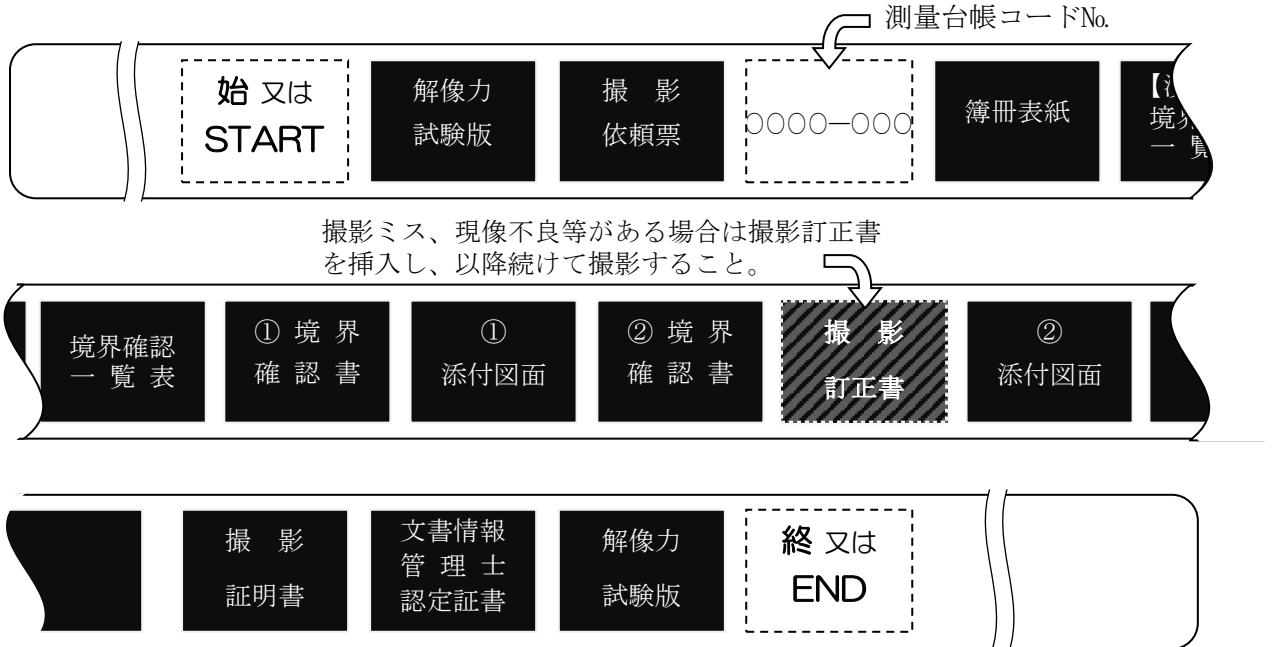 測量台帳コード№
始 又は
START
解像力
試験版
撮 影
依頼票
○○○○－○○○
簿冊表紙
境界
一 覧
撮影ミス、現像不良等がある場合は撮影訂正書
を挿入し、以降続けて撮影すること。
境界確認
一 覧 表
① 境 界
確 認 書
①
添付図面
② 境 界
確 認 書
撮 影
訂正書
②
添付図面
撮 影
証明書
文書情報
管 理 士
認定証書
解像力
試験版
終 又は
END